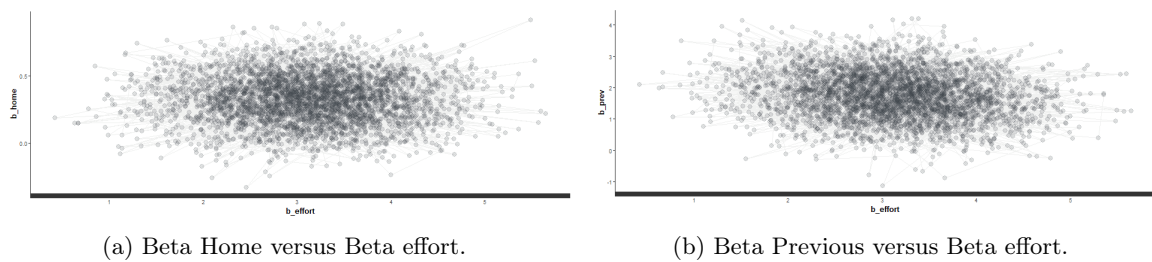 b_home
0.5
0.0
1 2 3 4 5
b_effort
(a) Beta Home versus Beta effort.
b_prev
4
3
2
1
0
-1
1 2 3 4 5
b_effort
(b) Beta Previous versus Beta effort.